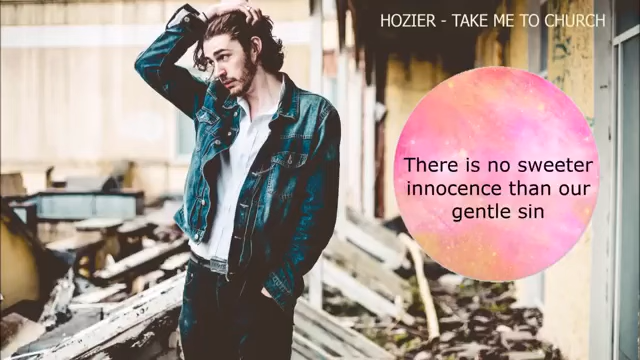 HOZIER - TAKE ME TO CHURCH
There is no sweeter
innocence than our
gentle sin